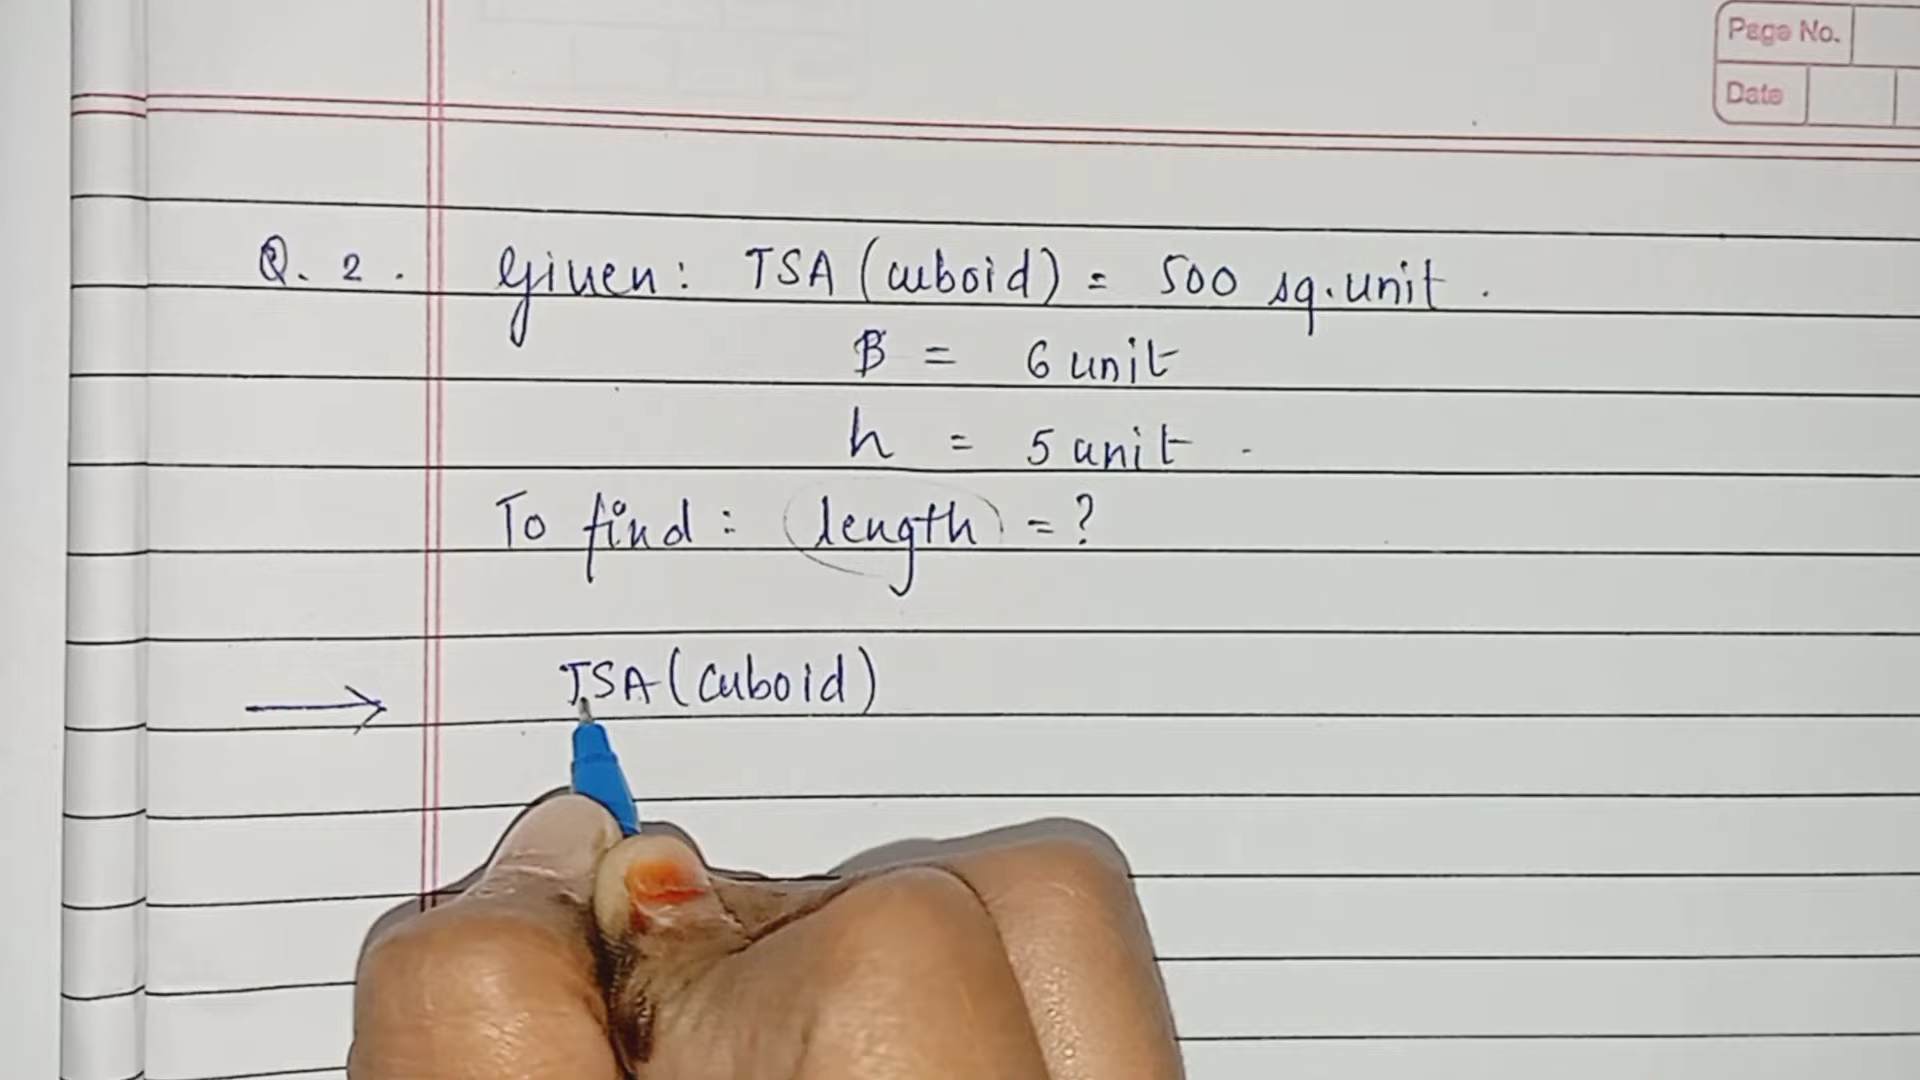 Page No.
Date
Q. 2. Given: TSA (cuboid) = 500 sq. unit.
B = 6 unit
h = 5 unit.
To find: length = ?
→ TSA (Cuboid)